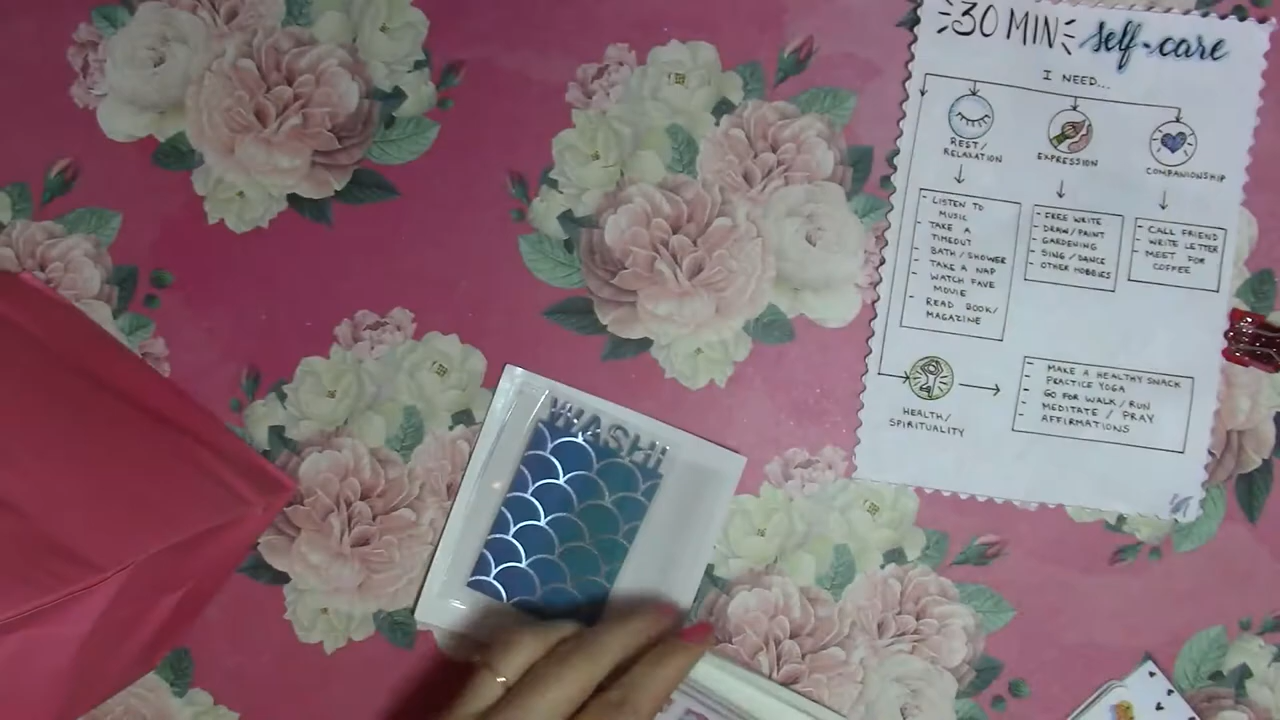 30 MIN self-care
I NEED...
REST/
RELAXATION
EXPRESSION
COMPANIONSHIP
- LISTEN TO
MUSIC
- TAKE A
TIMEOUT
- BATH/SHOWER
- TAKE A NAP
- WATCH FAVE
MOVIE
- READ BOOK/
MAGAZINE
- FREE WRITE
- DRAW/PAINT
- GARDENING
- SING/DANCE
- OTHER HOBBIES
- CALL FRIEND
- WRITE LETTER
- MEET FOR
COFFEE
HEALTH/
SPIRITUALITY
- MAKE A HEALTHY SNACK
- PRACTICE YOGA
- GO FOR WALK/RUN
- MEDITATE / PRAY
- AFFIRMATIONS
WASHI